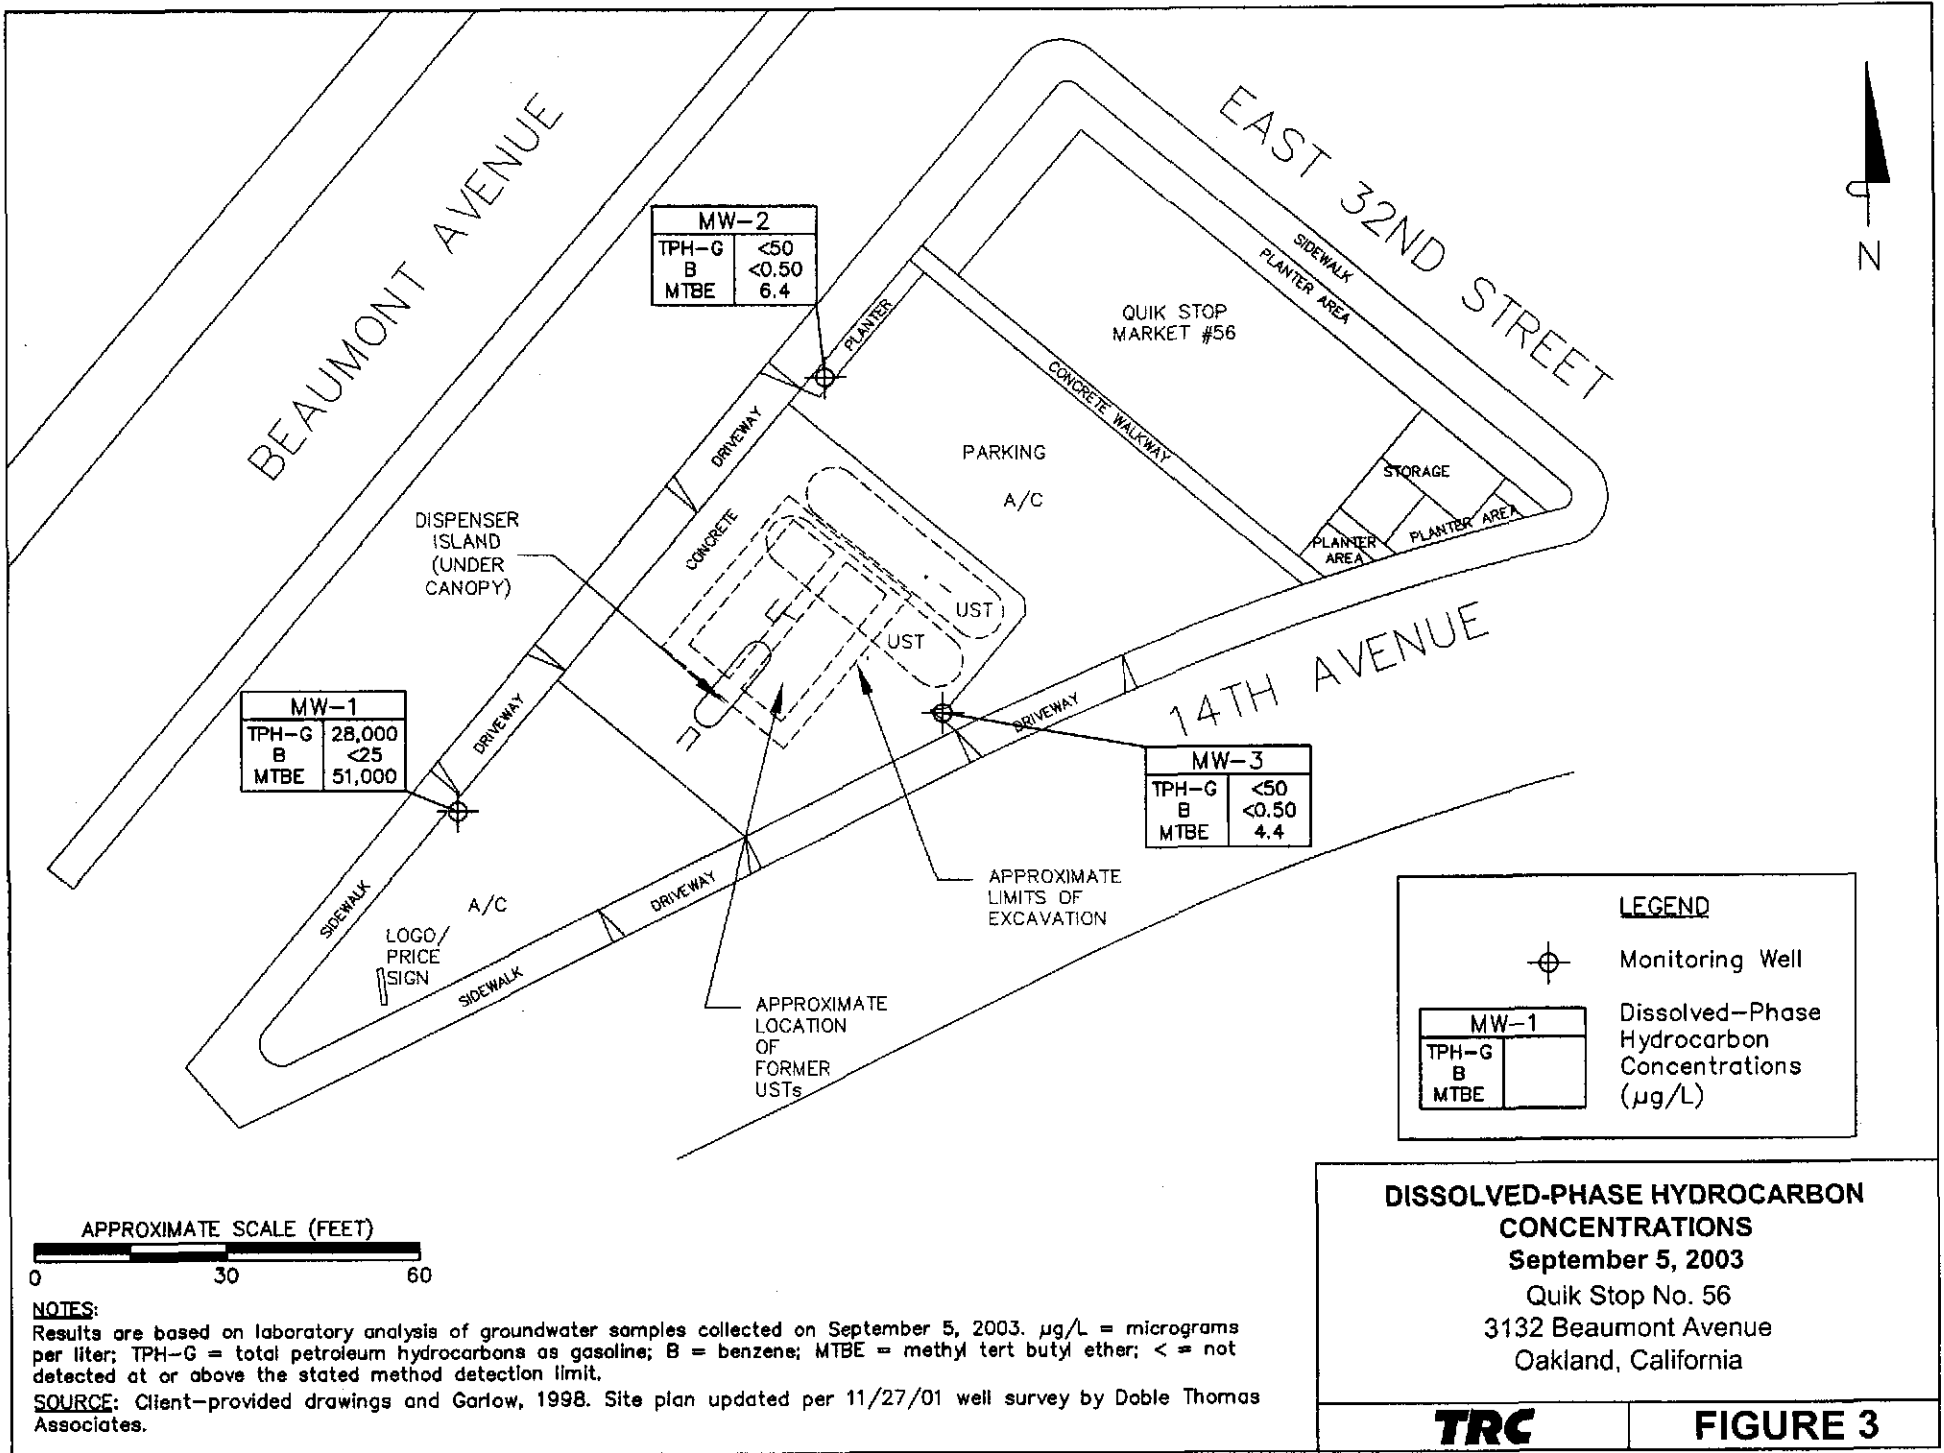 BEAUMONT AVENUE
EAST 32ND STREET
N
MW-2
TPH-G <50
B <0.50
MTBE 6.4
PLANTER
SIDEWALK
PLANTER AREA
QUIK STOP
MARKET #56
CONCRETE WALKWAY
DRIVEWAY
PARKING
A/C
STORAGE
PLANTER AREA
PLANTER
AREA
DISPENSER
ISLAND
(UNDER
CANOPY)
CONCRETE
UST
UST
14TH AVENUE
MW-1
TPH-G 28,000
B <25
MTBE 51,000
DRIVEWAY
DRIVEWAY
MW-3
TPH-G <50
B <0.50
MTBE 4.4
SIDEWALK
A/C
LOGO/
PRICE
SIGN
DRIVEWAY
SIDEWALK
APPROXIMATE
LIMITS OF
EXCAVATION
APPROXIMATE
LOCATION
OF
FORMER
USTs
LEGEND
Monitoring Well
MW-1
TPH-G
B
MTBE
Dissolved-Phase
Hydrocarbon
Concentrations
(µg/L)
APPROXIMATE SCALE (FEET)
0 30 60
NOTES:
Results are based on laboratory analysis of groundwater samples collected on September 5, 2003. µg/L = micrograms
per liter; TPH-G = total petroleum hydrocarbons as gasoline; B = benzene; MTBE = methyl tert butyl ether; < = not
detected at or above the stated method detection limit.
SOURCE: Client-provided drawings and Garlow, 1998. Site plan updated per 11/27/01 well survey by Doble Thomas
Associates.
DISSOLVED-PHASE HYDROCARBON
CONCENTRATIONS
September 5, 2003
Quik Stop No. 56
3132 Beaumont Avenue
Oakland, California
TRC
FIGURE 3